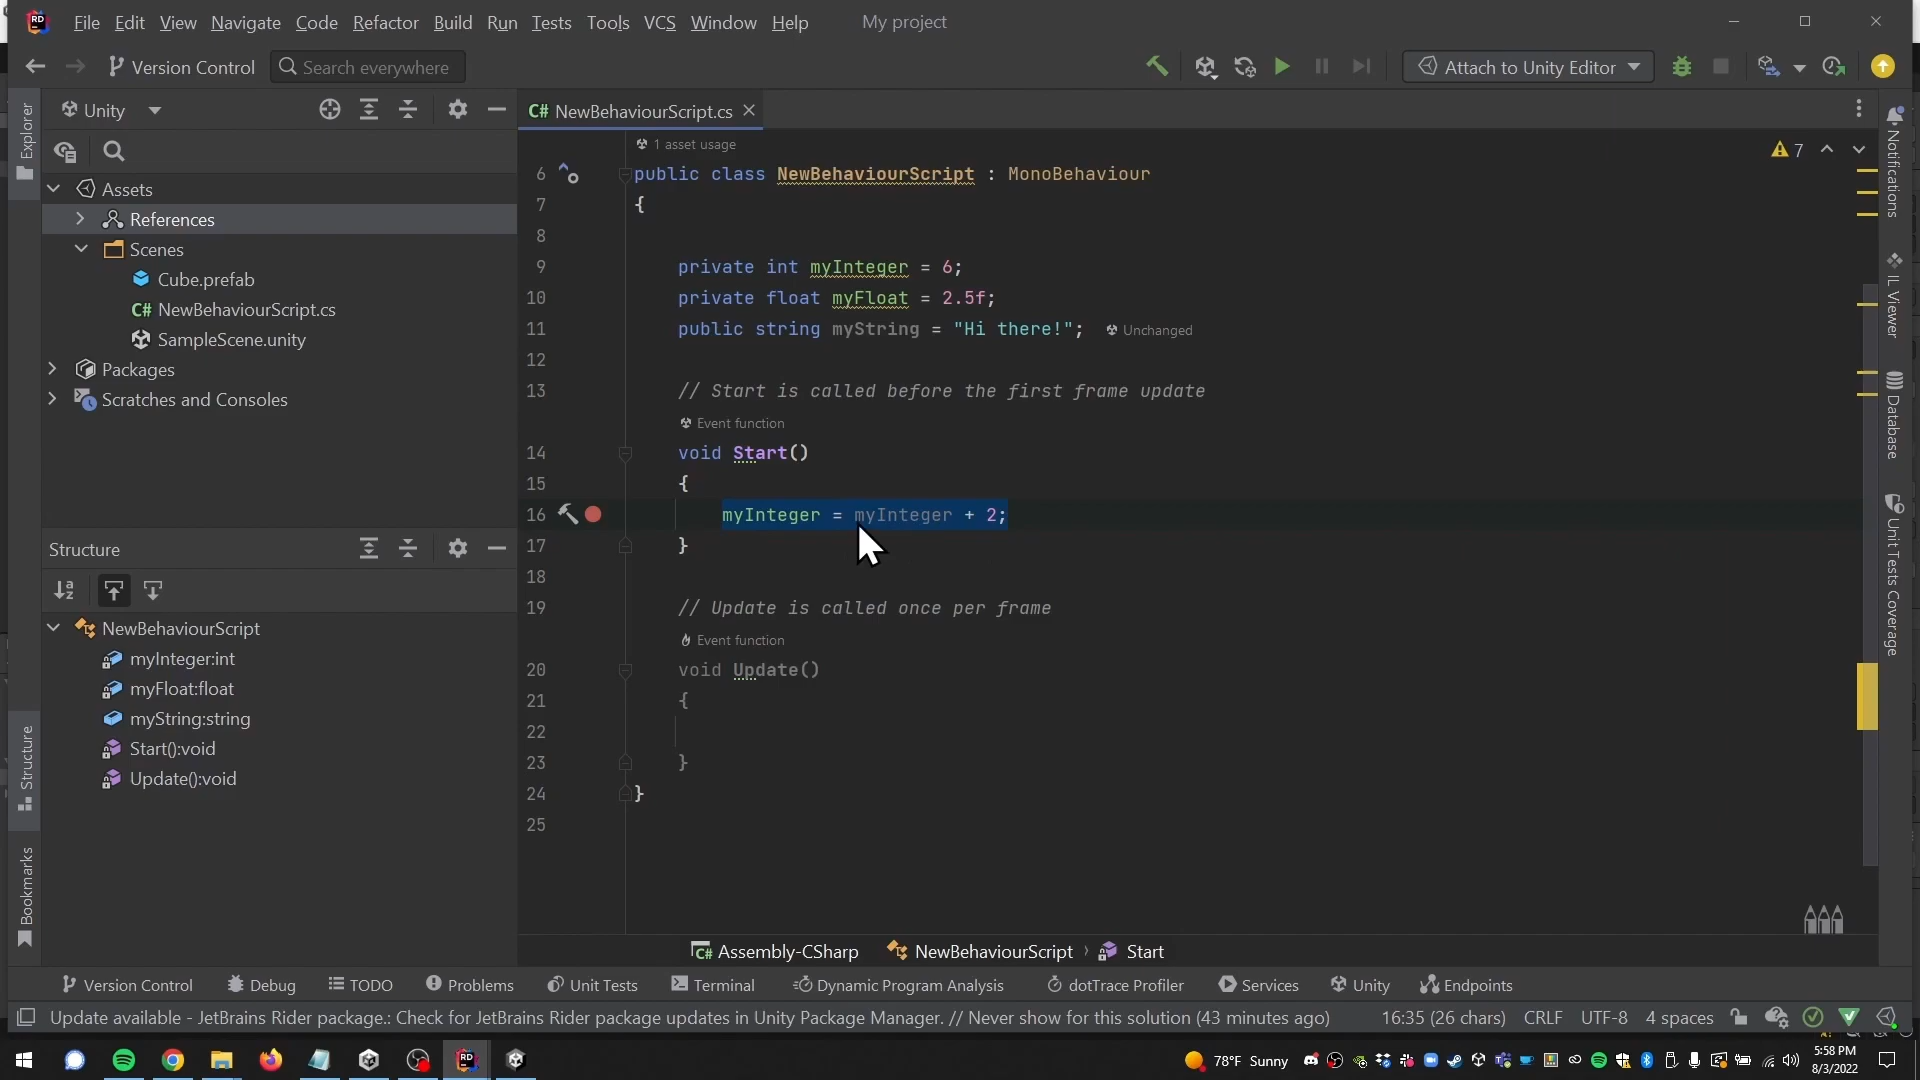 File Edit View Navigate Code Refactor Build Run Tests Tools VCS Window Help My project
Version Control Search everywhere Attach to Unity Editor
Explorer
Unity
Assets
References
Scenes
Cube.prefab
C# NewBehaviourScript.cs
SampleScene.unity
Packages
Scratches and Consoles
Structure
NewBehaviourScript
myInteger:int
myFloat:float
myString:string
Start():void
Update():void
Structure
Bookmarks
C# NewBehaviourScript.cs
1 asset usage
7
6 public class NewBehaviourScript : MonoBehaviour
7 {
8
9 private int myInteger = 6;
10 private float myFloat = 2.5f;
11 public string myString = "Hi there!"; Unchanged
12
13 // Start is called before the first frame update
Event function
14 void Start()
15 {
16 myInteger = myInteger + 2;
17 }
18
19 // Update is called once per frame
Event function
20 void Update()
21 {
22
23 }
24 }
25
Notifications
IL Viewer
Database
Unit Tests Coverage
C# Assembly-CSharp NewBehaviourScript › Start
Version Control Debug TODO Problems Unit Tests Terminal Dynamic Program Analysis dotTrace Profiler Services Unity Endpoints
Update available - JetBrains Rider package.: Check for JetBrains Rider package updates in Unity Package Manager. // Never show for this solution (43 minutes ago) 16:35 (26 chars) CRLF UTF-8 4 spaces
78°F Sunny 5:58 PM
8/3/2022